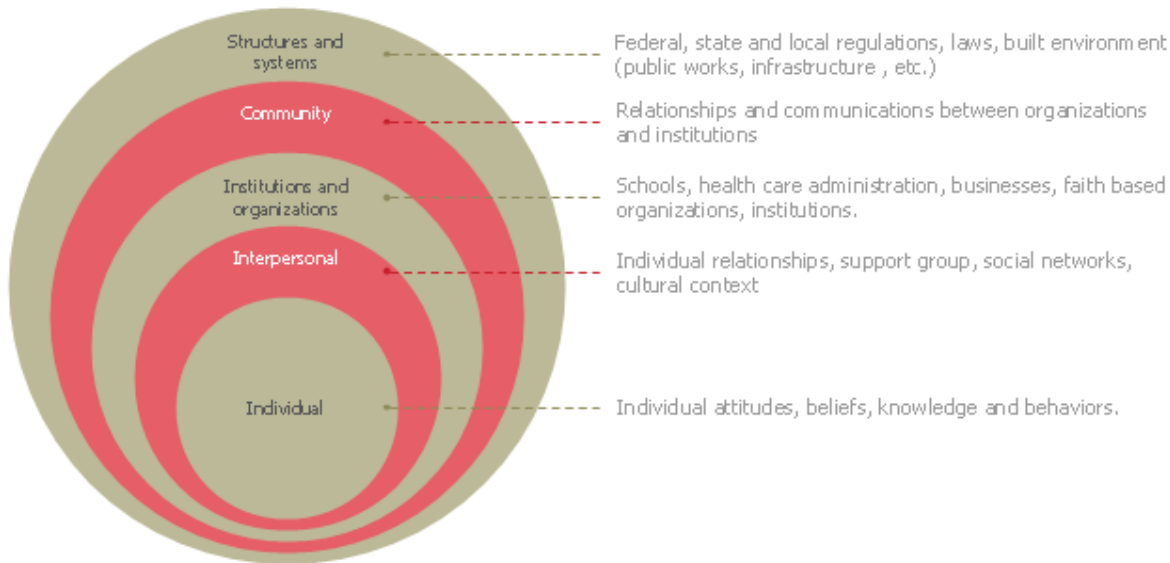 Structures and
systems
Federal, state and local regulations, laws, built environment
(public works, infrastructure , etc.)
Community
Relationships and communications between organizations
and institutions
Institutions and
organizations
Schools, health care administration, businesses, faith based
organizations, institutions.
Interpersonal
Individual relationships, support group, social networks,
cultural context
Individual
Individual attitudes, beliefs, knowledge and behaviors.